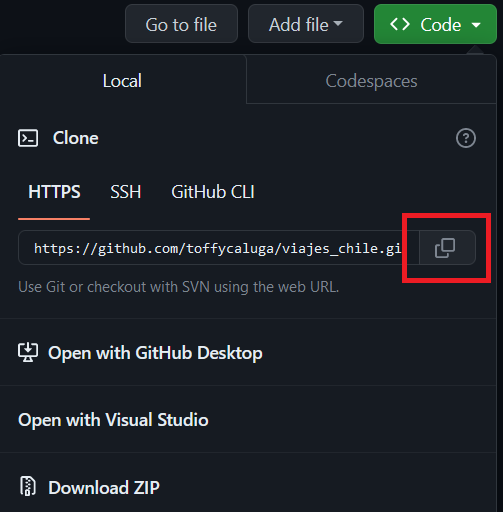 Go to file Add file Code
Local Codespaces
Clone
HTTPS SSH GitHub CLI
https://github.com/toffycaluga/viajes_chile.gi
Use Git or checkout with SVN using the web URL.
Open with GitHub Desktop
Open with Visual Studio
Download ZIP